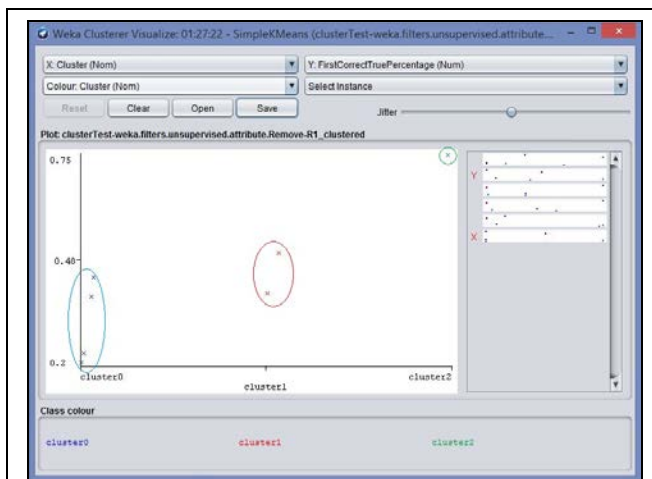 Weka Clusterer Visualize: 01:27:22 - SimpleKMeans (clusterTest-weka.filters.unsupervised.attribute...
X: Cluster (Nom)
Y: FirstCorrectTruePercentage (Num)
Colour: Cluster (Nom)
Select Instance
Reset
Clear
Open
Save
Jitter
Plot: clusterTest-weka.filters.unsupervised.attribute.Remove-R1_clustered
0.75
0.48
0.2
cluster0
cluster1
cluster2
Y
X
Class colour
cluster0
cluster1
cluster2